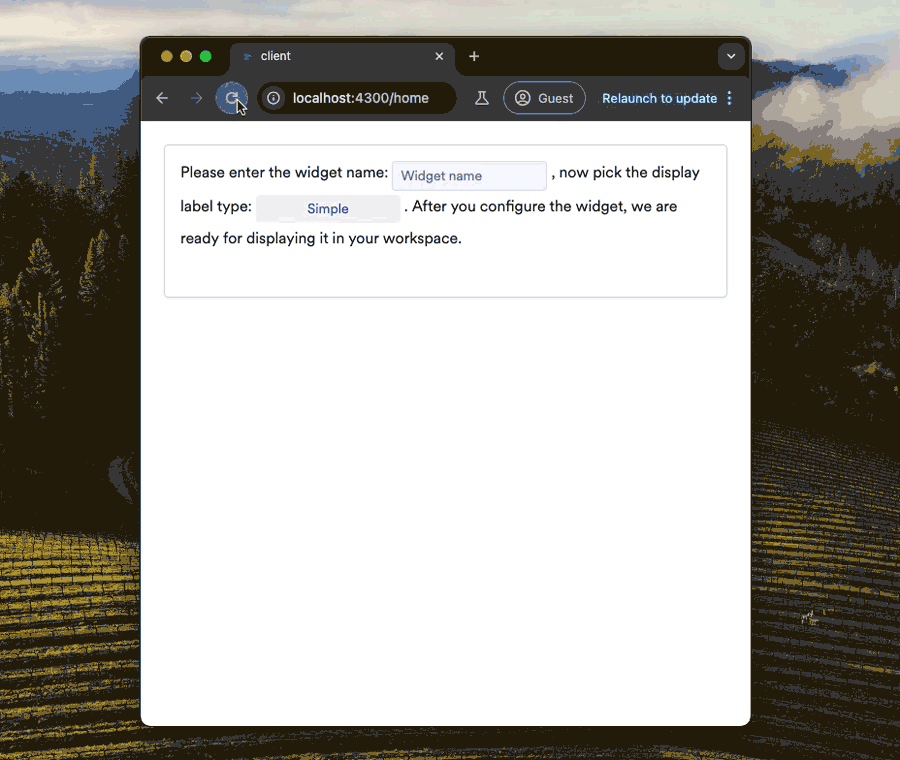 client
localhost:4300/home
Guest
Relaunch to update
Please enter the widget name: Widget name , now pick the display
label type: Simple . After you configure the widget, we are
ready for displaying it in your workspace.